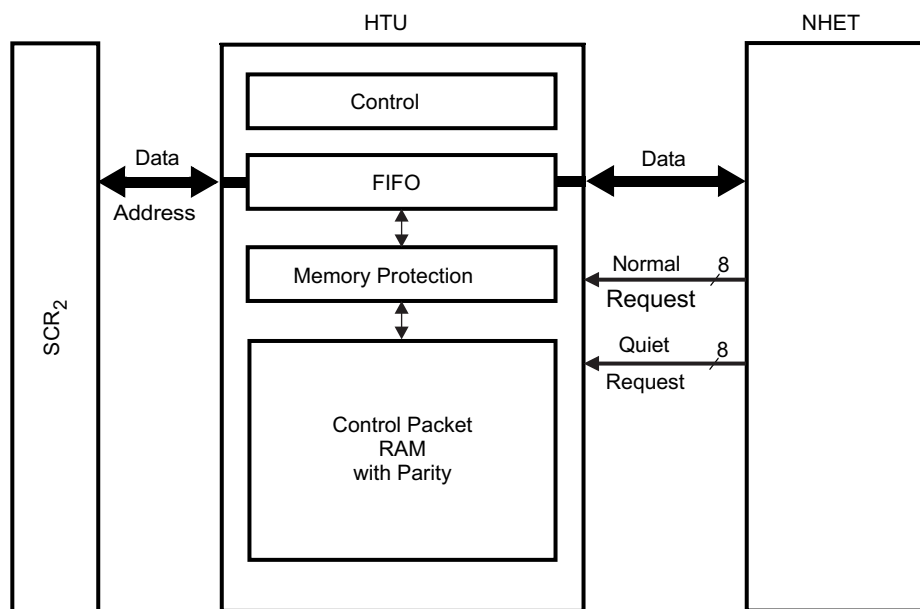 HTU
NHET
Control
Data
Address
FIFO
Data
Memory Protection
Normal 8
Request
Quiet 8
Request
SCR2
Control Packet
RAM
with Parity